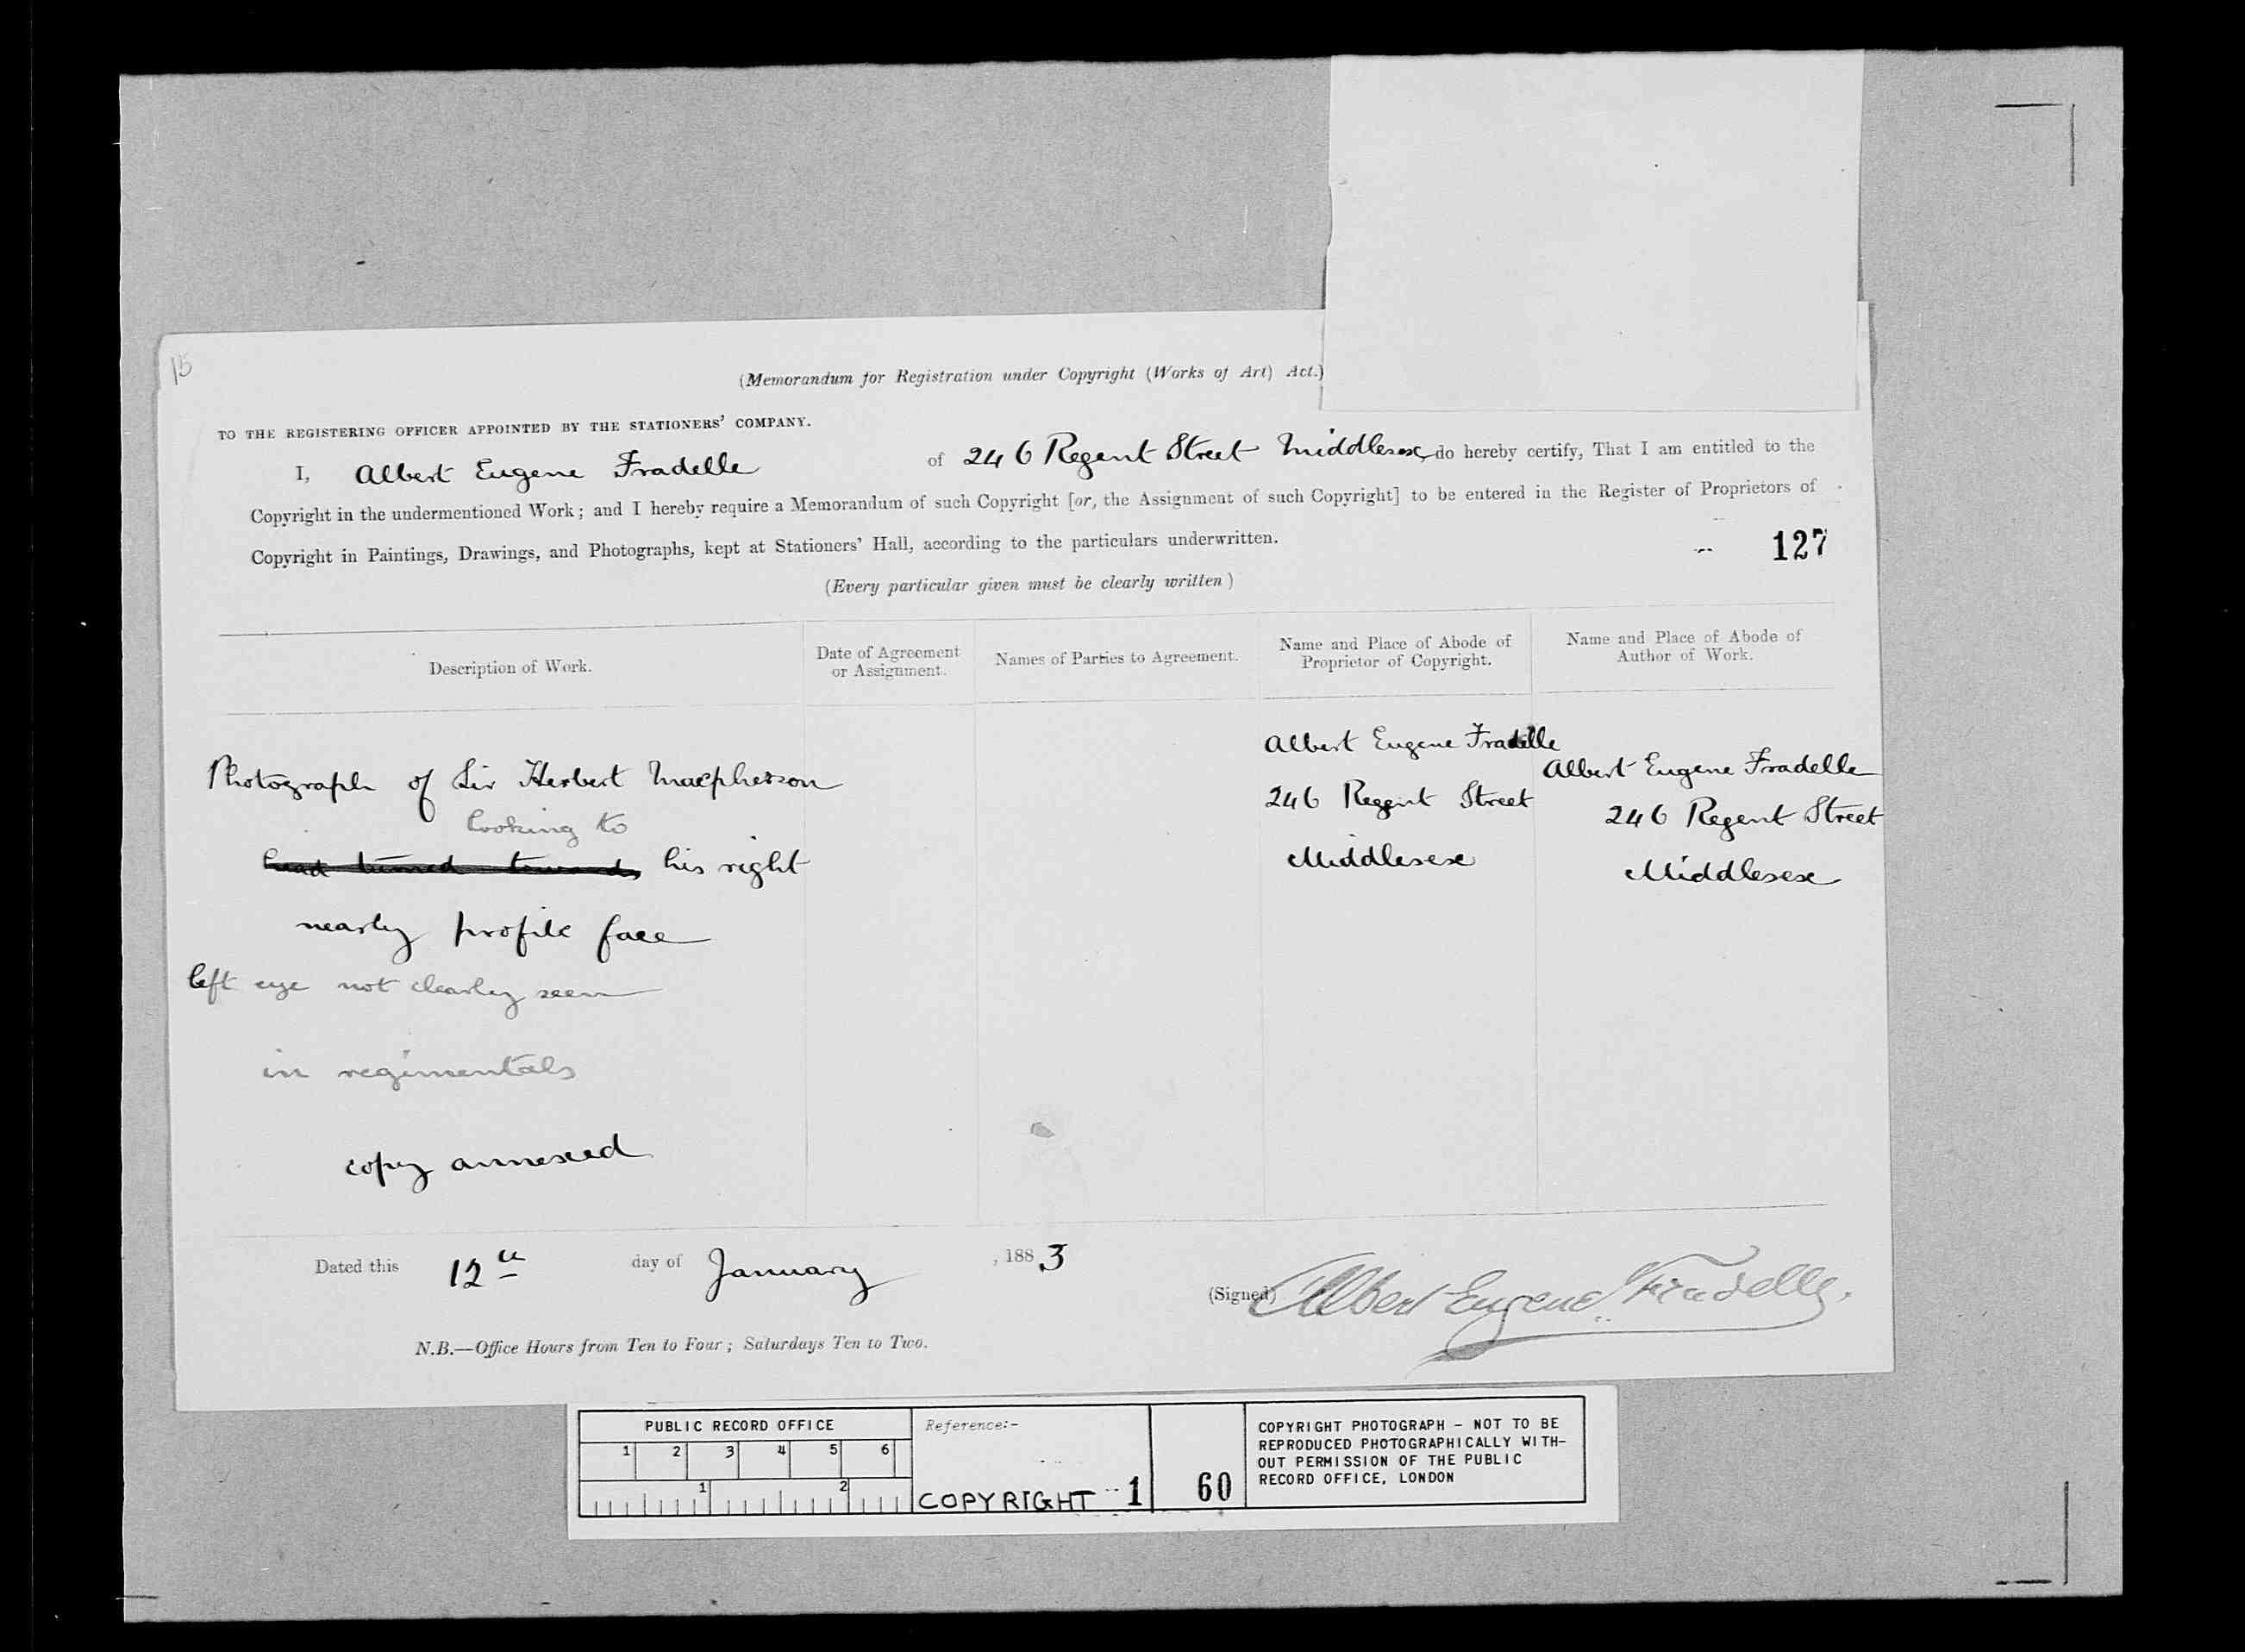 15
(Memorandum for Registration under Copyright (Works of Art) Act.)
TO THE REGISTERING OFFICER APPOINTED BY THE STATIONERS' COMPANY.
I, Albert Eugene Fradelle of 246 Regent Street Middlesex do hereby certify, That I am entitled to the
Copyright in the undermentioned Work; and I hereby require a Memorandum of such Copyright [or, the Assignment of such Copyright] to be entered in the Register of Proprietors of
Copyright in Paintings, Drawings, and Photographs, kept at Stationers' Hall, according to the particulars underwritten.
127
(Every particular given must be clearly written)
Description of Work.
Date of Agreement
or Assignment.
Names of Parties to Agreement.
Name and Place of Abode of
Proprietor of Copyright.
Name and Place of Abode of
Author of Work.
Photograph of Sir Herbert Macpherson
looking to
head turned towards his right
nearly profile face
left eye not clearly seen
in regimentals
copy annexed
Albert Eugene Fradelle
246 Regent Street
Middlesex
Albert Eugene Fradelle
246 Regent Street
Middlesex
Dated this 12th day of January, 1883
(Signed) Albert Eugene Fradelle.
N.B.—Office Hours from Ten to Four; Saturdays Ten to Two.
PUBLIC RECORD OFFICE
1 2 3 4 5 6
1 2
Reference:-
COPYRIGHT 1 60
COPYRIGHT PHOTOGRAPH - NOT TO BE
REPRODUCED PHOTOGRAPHICALLY WITH-
OUT PERMISSION OF THE PUBLIC
RECORD OFFICE, LONDON